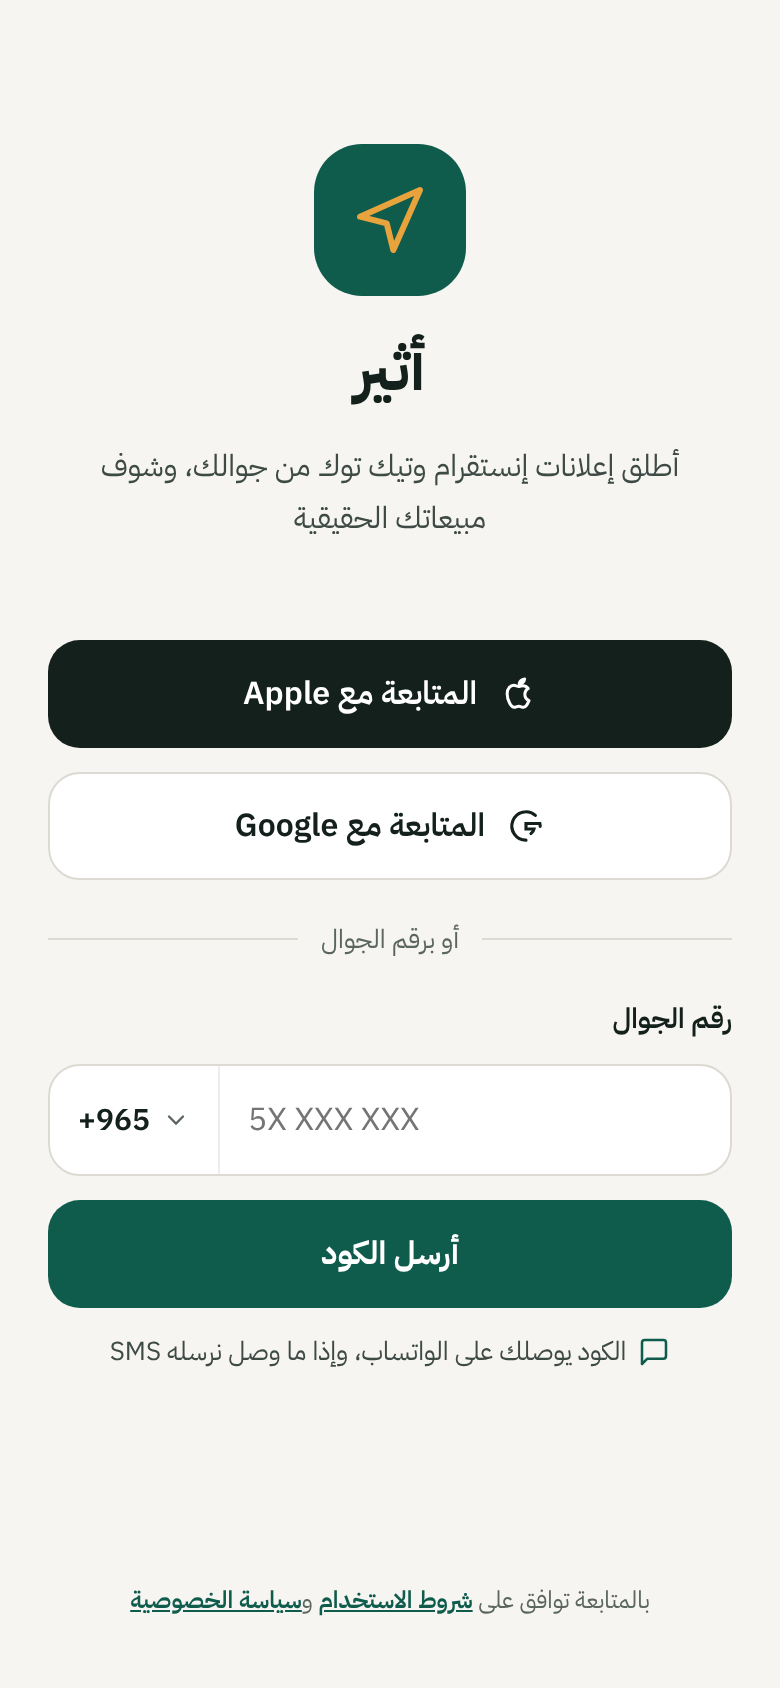 أثير
أطلق إعلانات إنستقرام وتيك توك من جوالك، وشوف
مبيعاتك الحقيقية
المتابعة مع Apple
المتابعة مع Google
أو برقم الجوال
رقم الجوال
+965 5X XXX XXX
أرسل الكود
الكود يوصلك على الواتساب، وإذا ما وصل نرسله SMS
بالمتابعة توافق على شروط الاستخدام وسياسة الخصوصية